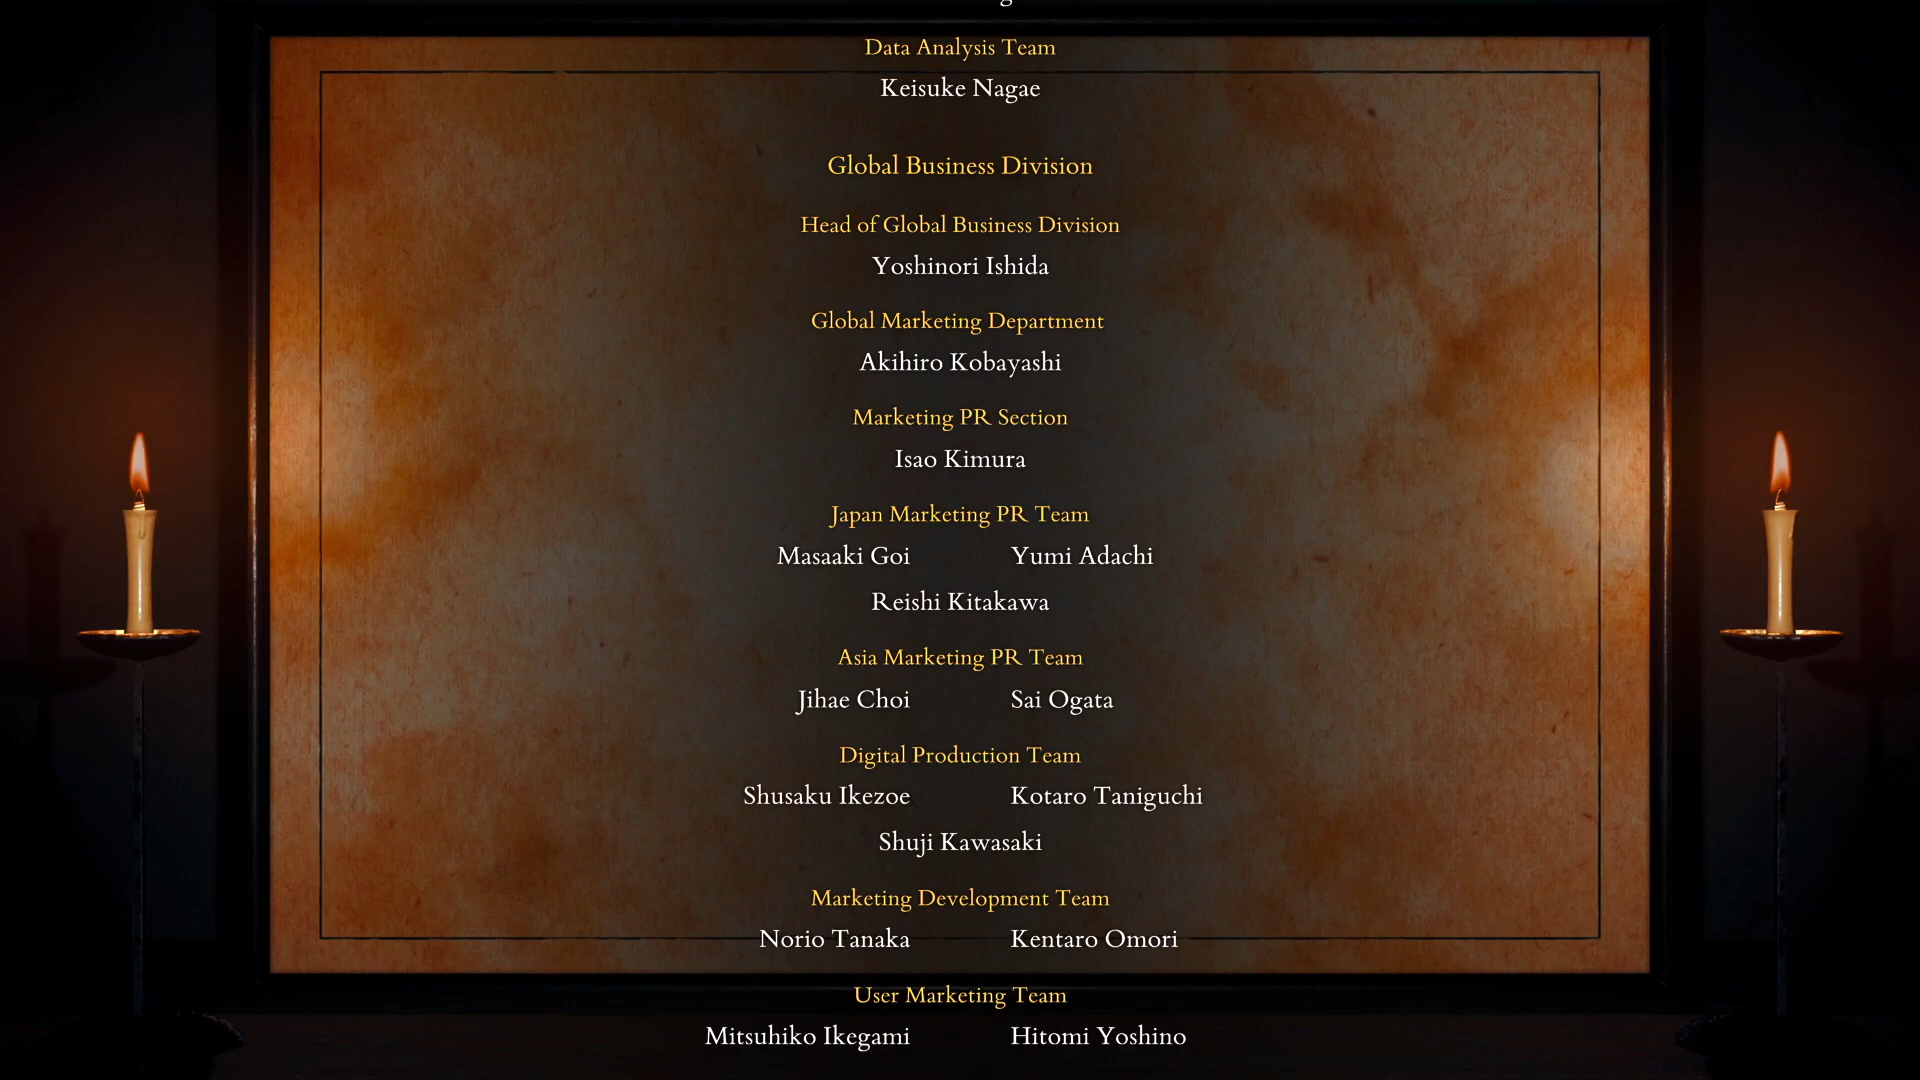 Data Analysis Team
Keisuke Nagae
Global Business Division
Head of Global Business Division
Yoshinori Ishida
Global Marketing Department
Akihiro Kobayashi
Marketing PR Section
Isao Kimura
Japan Marketing PR Team
Masaaki Goi Yumi Adachi
Reishi Kitakawa
Asia Marketing PR Team
Jihae Choi Sai Ogata
Digital Production Team
Shusaku Ikezoe Kotaro Taniguchi
Shuji Kawasaki
Marketing Development Team
Norio Tanaka Kentaro Omori
User Marketing Team
Mitsuhiko Ikegami Hitomi Yoshino